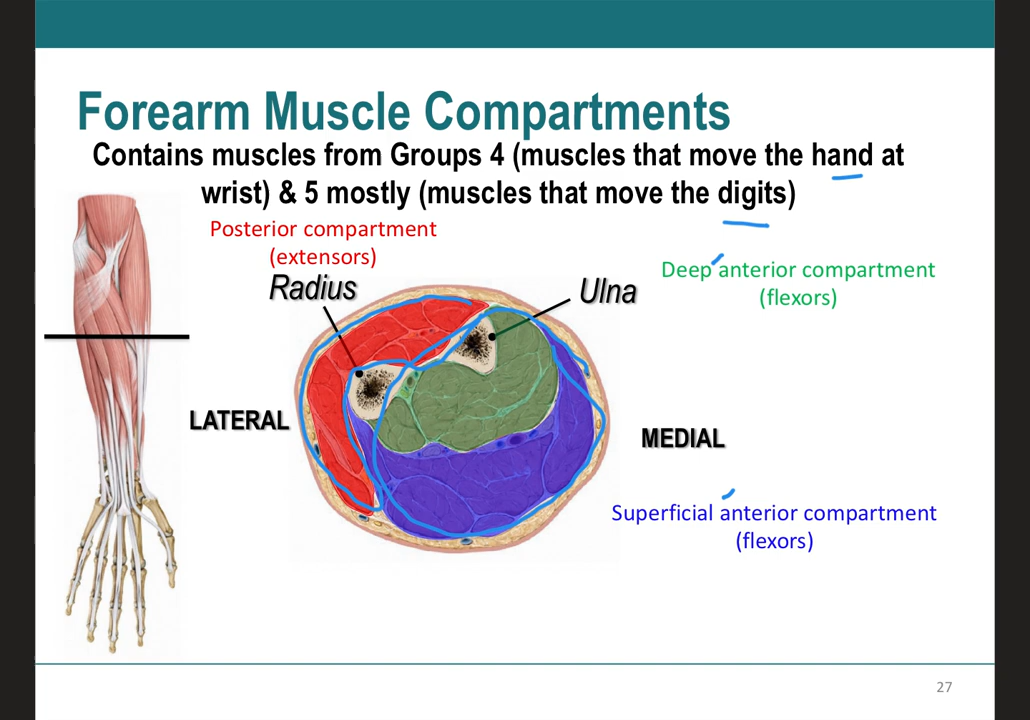 Forearm Muscle Compartments
Contains muscles from Groups 4 (muscles that move the hand at
wrist) & 5 mostly (muscles that move the digits)
Posterior compartment
(extensors)
Radius
Ulna
Deep anterior compartment
(flexors)
LATERAL
MEDIAL
Superficial anterior compartment
(flexors)
27